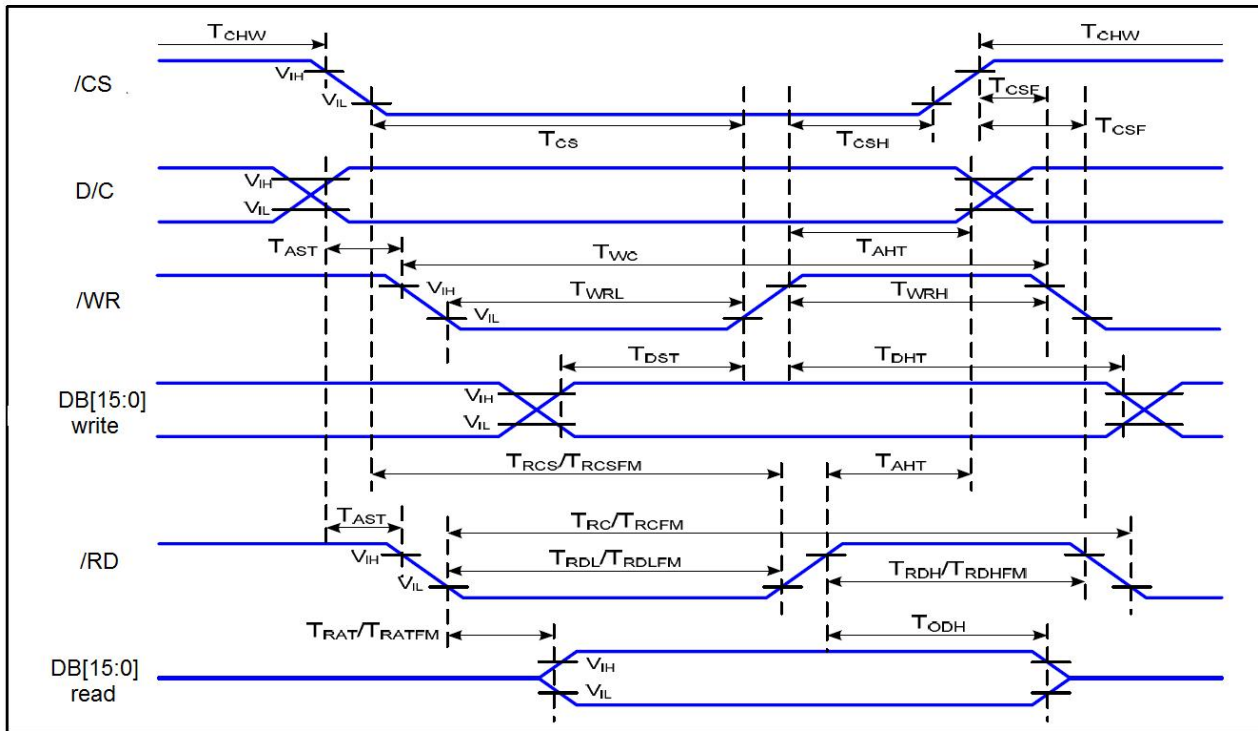 TCHW
TCHW
/CS
VIH
VIL
TCSF
TCSF
TCS
TCSH
D/C
VIH
VIL
TAST
TWC
TAHT
/WR
VIH
VIL
TWRL
TWRH
TDST
TDHT
DB[15:0]
write
VIH
VIL
TRCS/TRCSFM
TAHT
TAST
TRC/TRCFM
/RD
VIH
VIL
TRDL/TRDLFM
TRDH/TRDHFM
TRAT/TRATFM
TODH
DB[15:0]
read
VIH
VIL